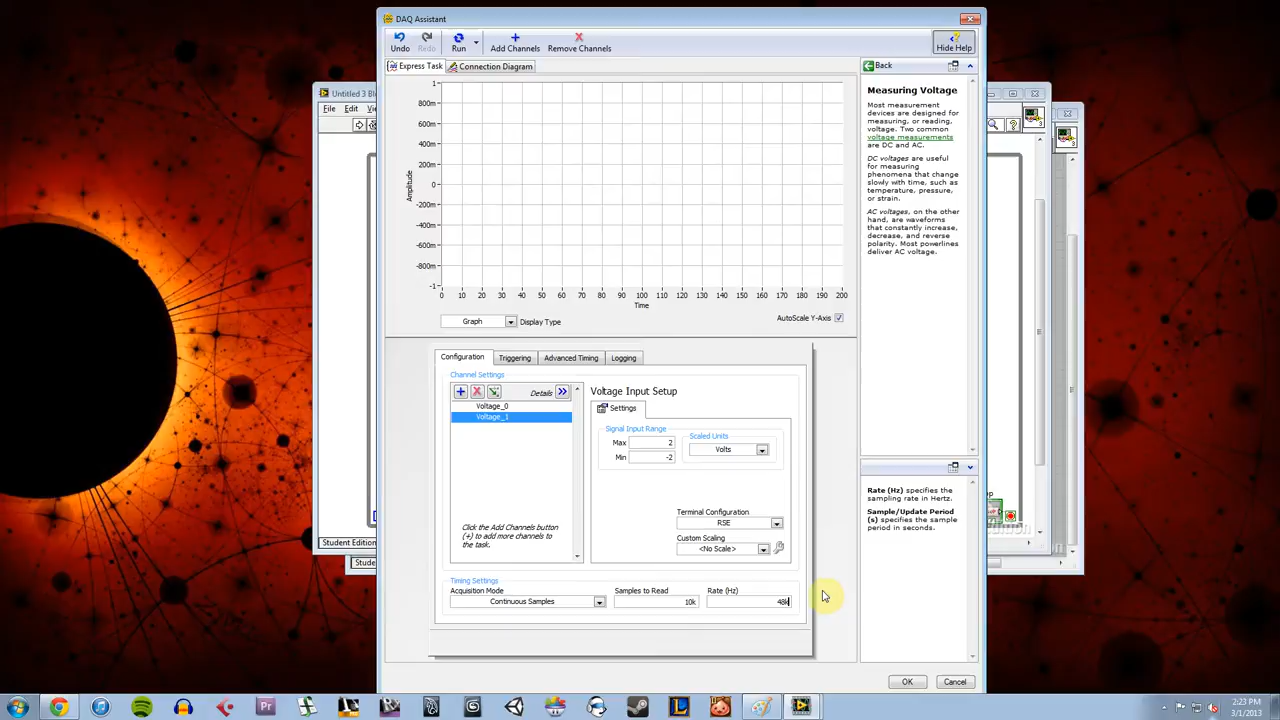 DAQ Assistant
Undo
Redo
Run
Add Channels
Remove Channels
Hide Help
Express Task
Connection Diagram
Back
Untitled 3 Bl
File Edit
1
800m
600m
400m
200m
0
-200m
-400m
-600m
-800m
-1
Amplitude
0 10 20 30 40 50 60 70 80 90 100 110 120 130 140 150 160 170 180 190 200
Time
Graph
Display Type
AutoScale Y-Axis
Measuring Voltage
Most measurement
devices are designed for
measuring, or reading,
voltage. Two common
voltage measurements
are DC and AC.
DC voltages are useful
for measuring
phenomena that change
slowly with time, such as
temperature, pressure,
or strain.
AC voltages, on the other
hand, are waveforms
that constantly increase,
decrease, and reverse
polarity. Most powerlines
deliver AC voltage.
Configuration
Triggering
Advanced Timing
Logging
Channel Settings
Details
Voltage_0
Voltage_1
Click the Add Channels button
(+) to add more channels to
the task.
Voltage Input Setup
Settings
Signal Input Range
Max 2
Min -2
Scaled Units
Volts
Terminal Configuration
RSE
Custom Scaling
<No Scale>
Timing Settings
Acquisition Mode
Continuous Samples
Samples to Read
10k
Rate (Hz)
48k
Rate (Hz) specifies the
sampling rate in Hertz.
Sample/Update Period
(s) specifies the sample
period in seconds.
OK
Cancel
Student Edition
Stude
2:23 PM
3/1/2013